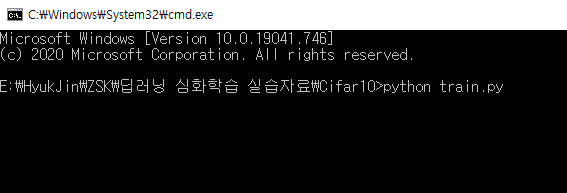 C:₩Windows₩System32₩cmd.exe
Microsoft Windows [Version 10.0.19041.746]
(c) 2020 Microsoft Corporation. All rights reserved.
E:₩HyukJin₩ZSK₩딥러닝 심화학습 실습자료₩Cifar10>python train.py